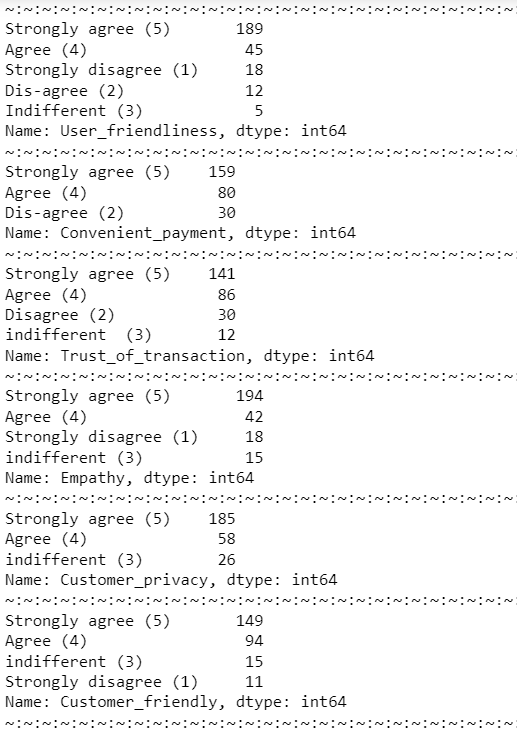 ~:~:~:~:~:~:~:~:~:~:~:~:~:~:~:~:~:~:~:~:~:~:~:~:~:~:~:~:~
Strongly agree (5)       189
Agree (4)                 45
Strongly disagree (1)     18
Dis-agree (2)             12
Indifferent (3)            5
Name: User_friendliness, dtype: int64
~:~:~:~:~:~:~:~:~:~:~:~:~:~:~:~:~:~:~:~:~:~:~:~:~:~:~:~:~
Strongly agree (5)    159
Agree (4)              80
Dis-agree (2)          30
Name: Convenient_payment, dtype: int64
~:~:~:~:~:~:~:~:~:~:~:~:~:~:~:~:~:~:~:~:~:~:~:~:~:~:~:~:~
Strongly agree (5)    141
Agree (4)              86
Disagree (2)           30
indifferent  (3)       12
Name: Trust_of_transaction, dtype: int64
~:~:~:~:~:~:~:~:~:~:~:~:~:~:~:~:~:~:~:~:~:~:~:~:~:~:~:~:~
Strongly agree (5)       194
Agree (4)                 42
Strongly disagree (1)     18
indifferent (3)           15
Name: Empathy, dtype: int64
~:~:~:~:~:~:~:~:~:~:~:~:~:~:~:~:~:~:~:~:~:~:~:~:~:~:~:~:~
Strongly agree (5)    185
Agree (4)              58
indifferent (3)        26
Name: Customer_privacy, dtype: int64
~:~:~:~:~:~:~:~:~:~:~:~:~:~:~:~:~:~:~:~:~:~:~:~:~:~:~:~:~
Strongly agree (5)       149
Agree (4)                 94
indifferent (3)           15
Strongly disagree (1)     11
Name: Customer_friendly, dtype: int64
~:~:~:~:~:~:~:~:~:~:~:~:~:~:~:~:~:~:~:~:~:~:~:~:~:~:~:~:~